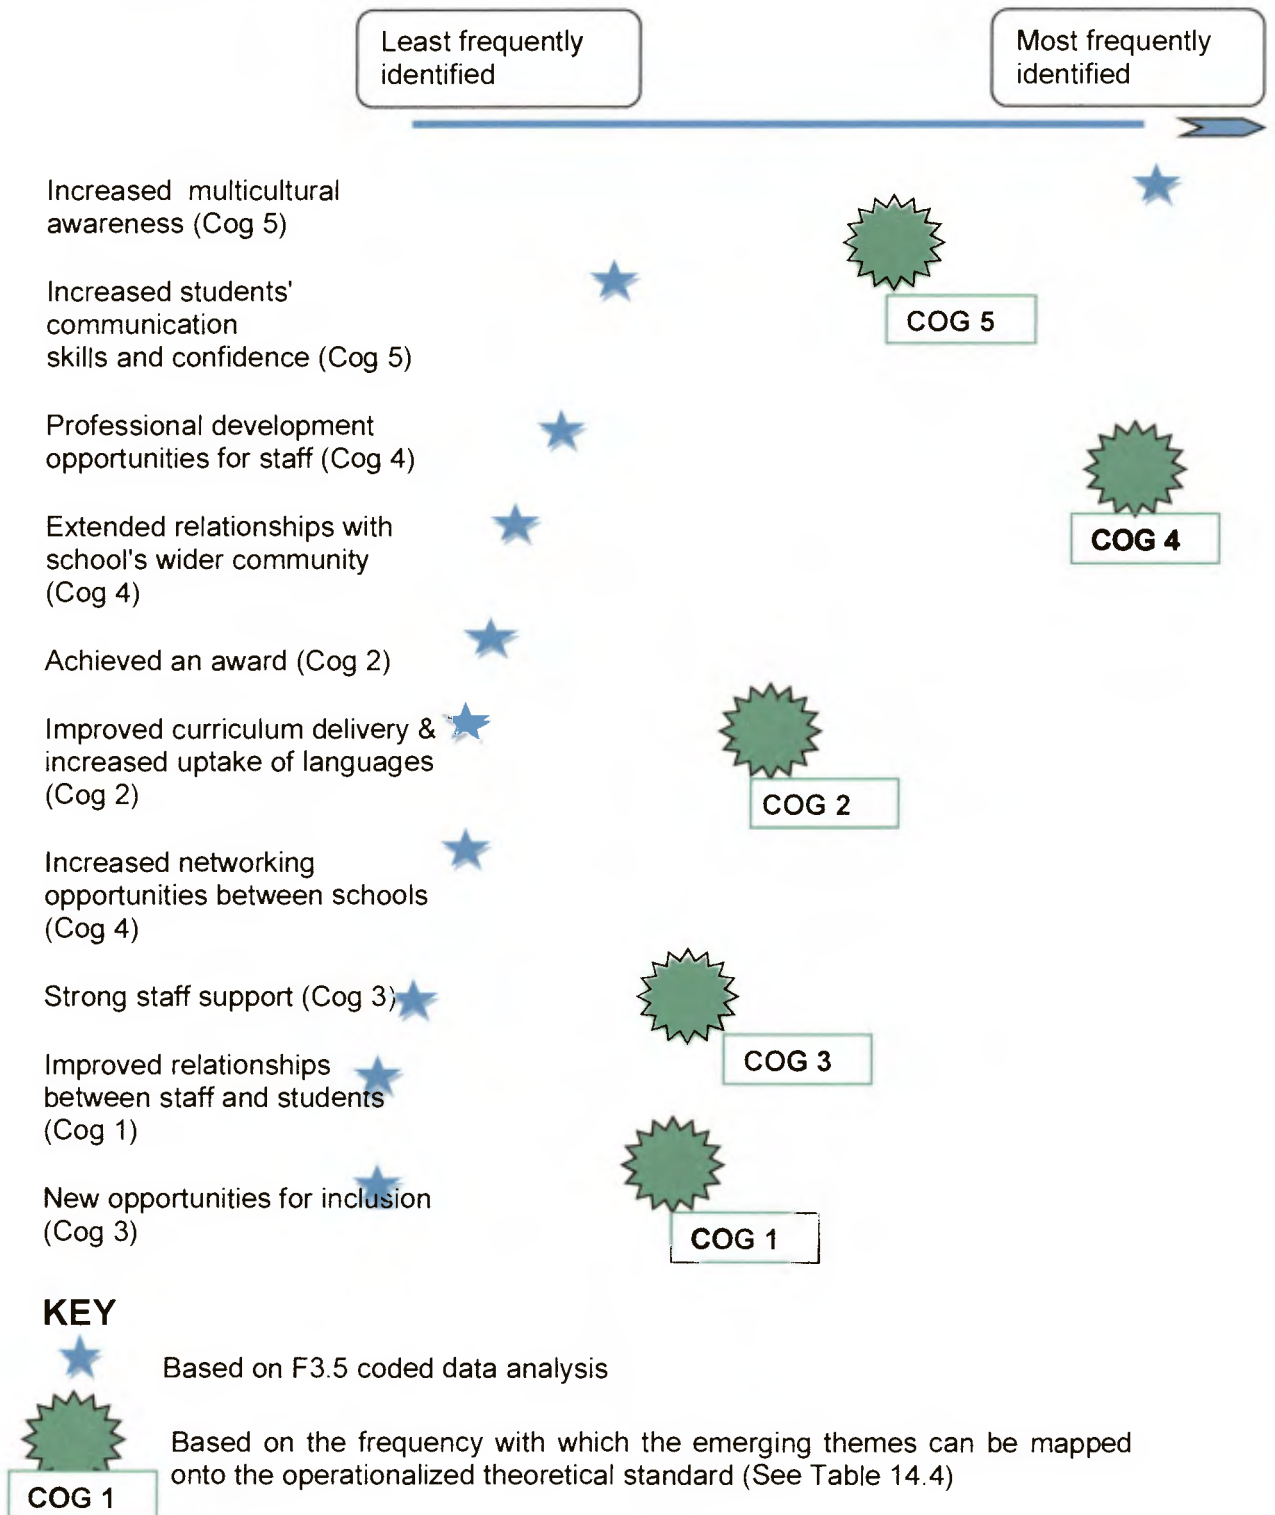 Least frequently
identified
Most frequently
identified
Increased multicultural
awareness (Cog 5)
COG 5
Increased students'
communication
skills and confidence (Cog 5)
Professional development
opportunities for staff (Cog 4)
COG 4
Extended relationships with
school's wider community
(Cog 4)
Achieved an award (Cog 2)
Improved curriculum delivery &
increased uptake of languages
(Cog 2)
COG 2
Increased networking
opportunities between schools
(Cog 4)
Strong staff support (Cog 3)
COG 3
Improved relationships
between staff and students
(Cog 1)
New opportunities for inclusion
(Cog 3)
COG 1
KEY
Based on F3.5 coded data analysis
Based on the frequency with which the emerging themes can be mapped
onto the operationalized theoretical standard (See Table 14.4)
COG 1